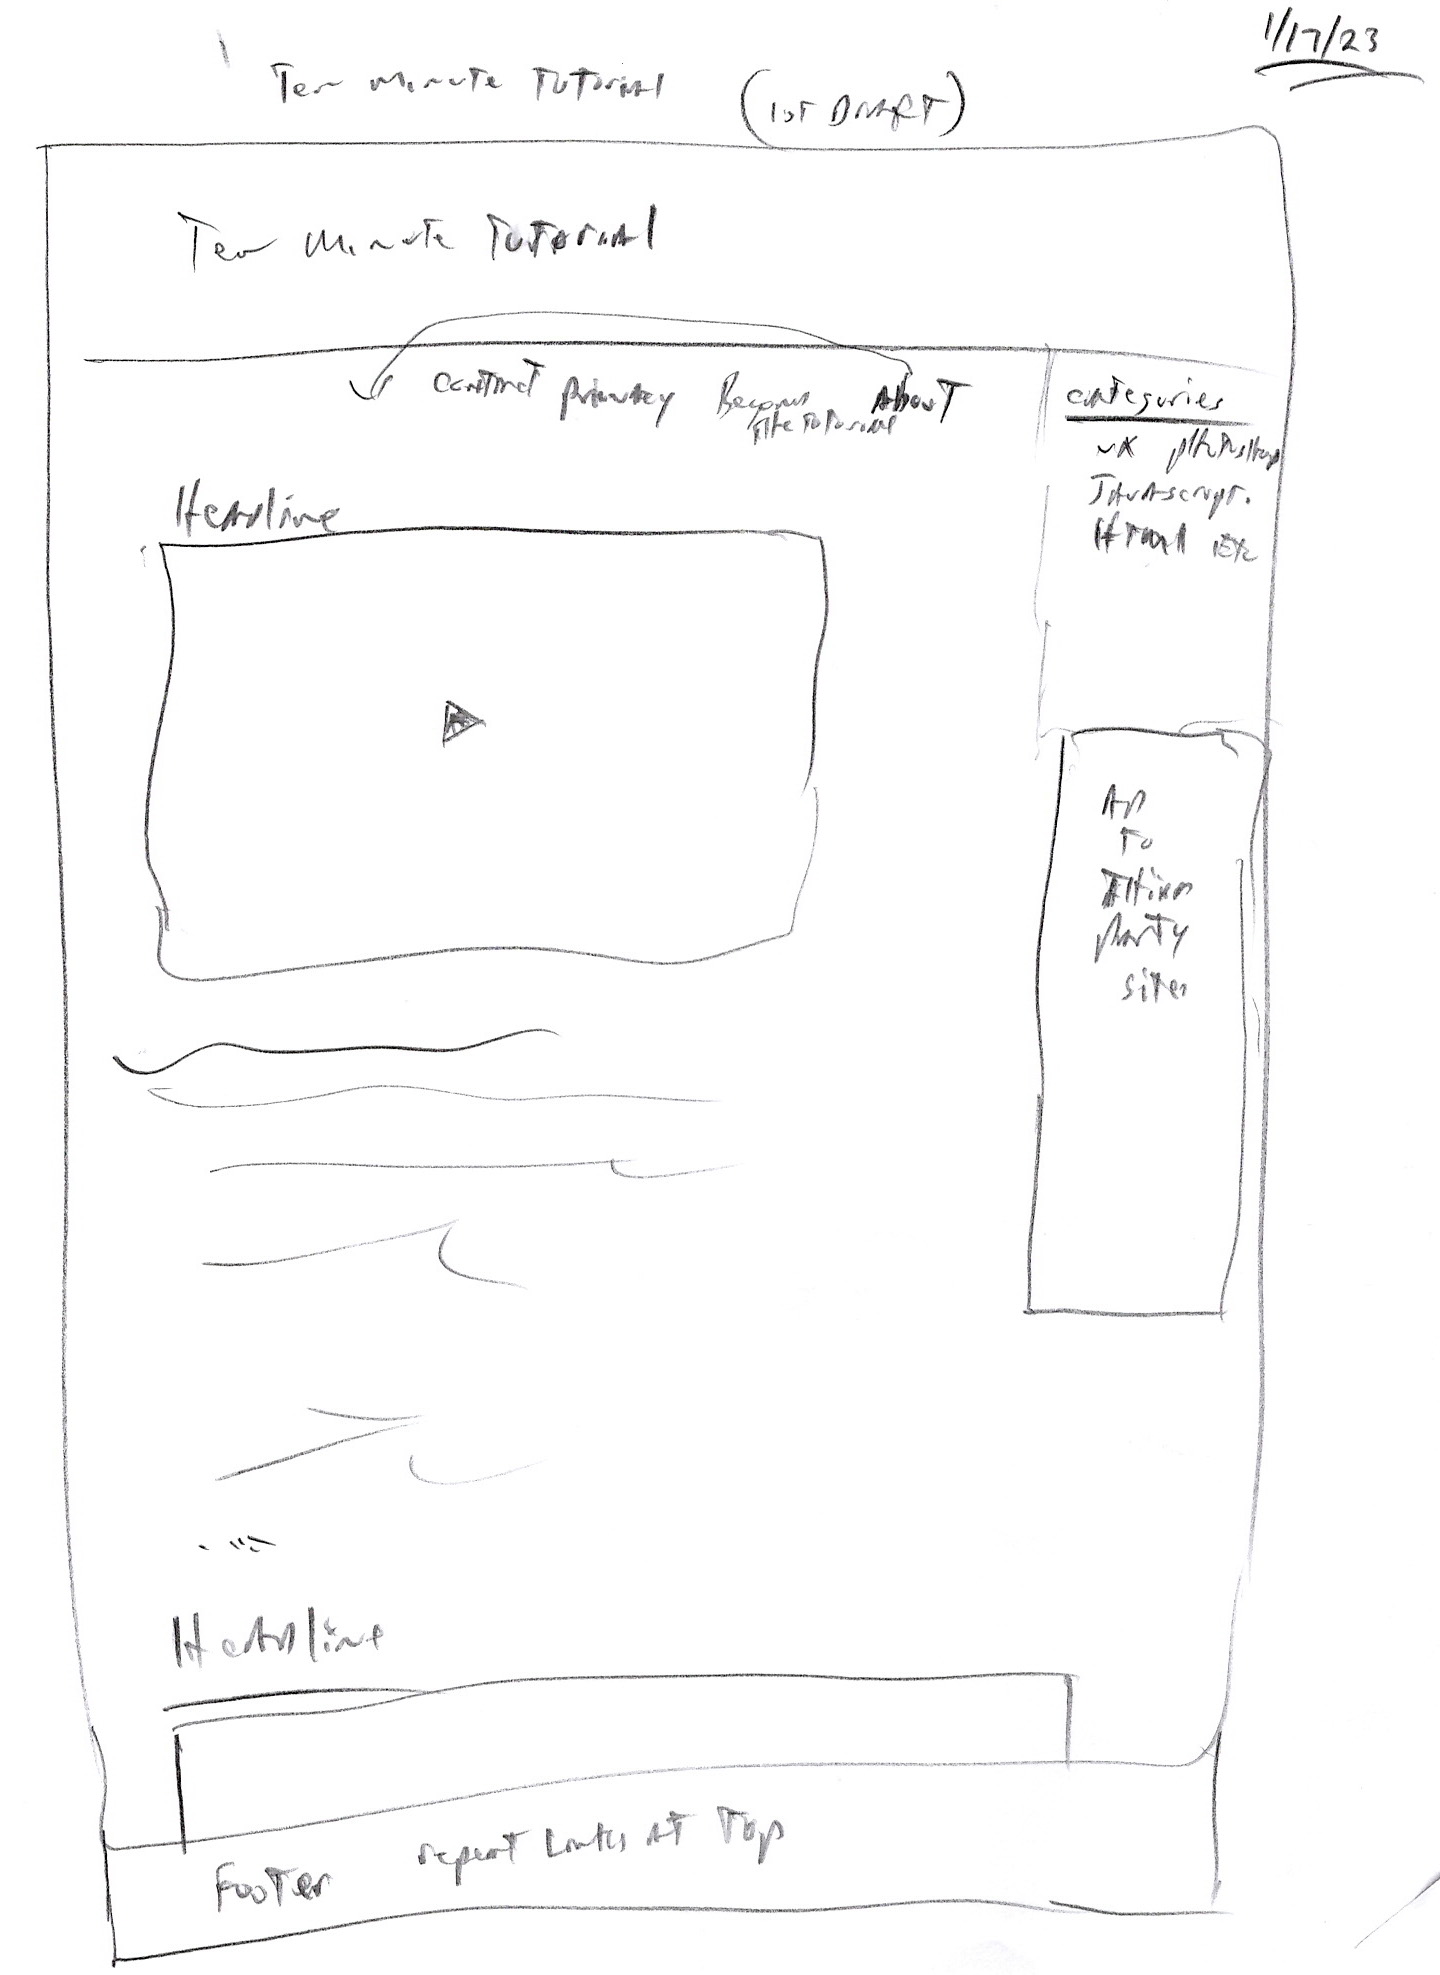 1/17/23
Ten Minute Tutorial (1st Draft)
Ten Minute Tutorial
contact privacy Become About
the tutorial
categories
UX photoshop
Javascript.
Html Etc
Headline
Ad
To
Third
party
sites
Headline
Footer repeat Links at Top